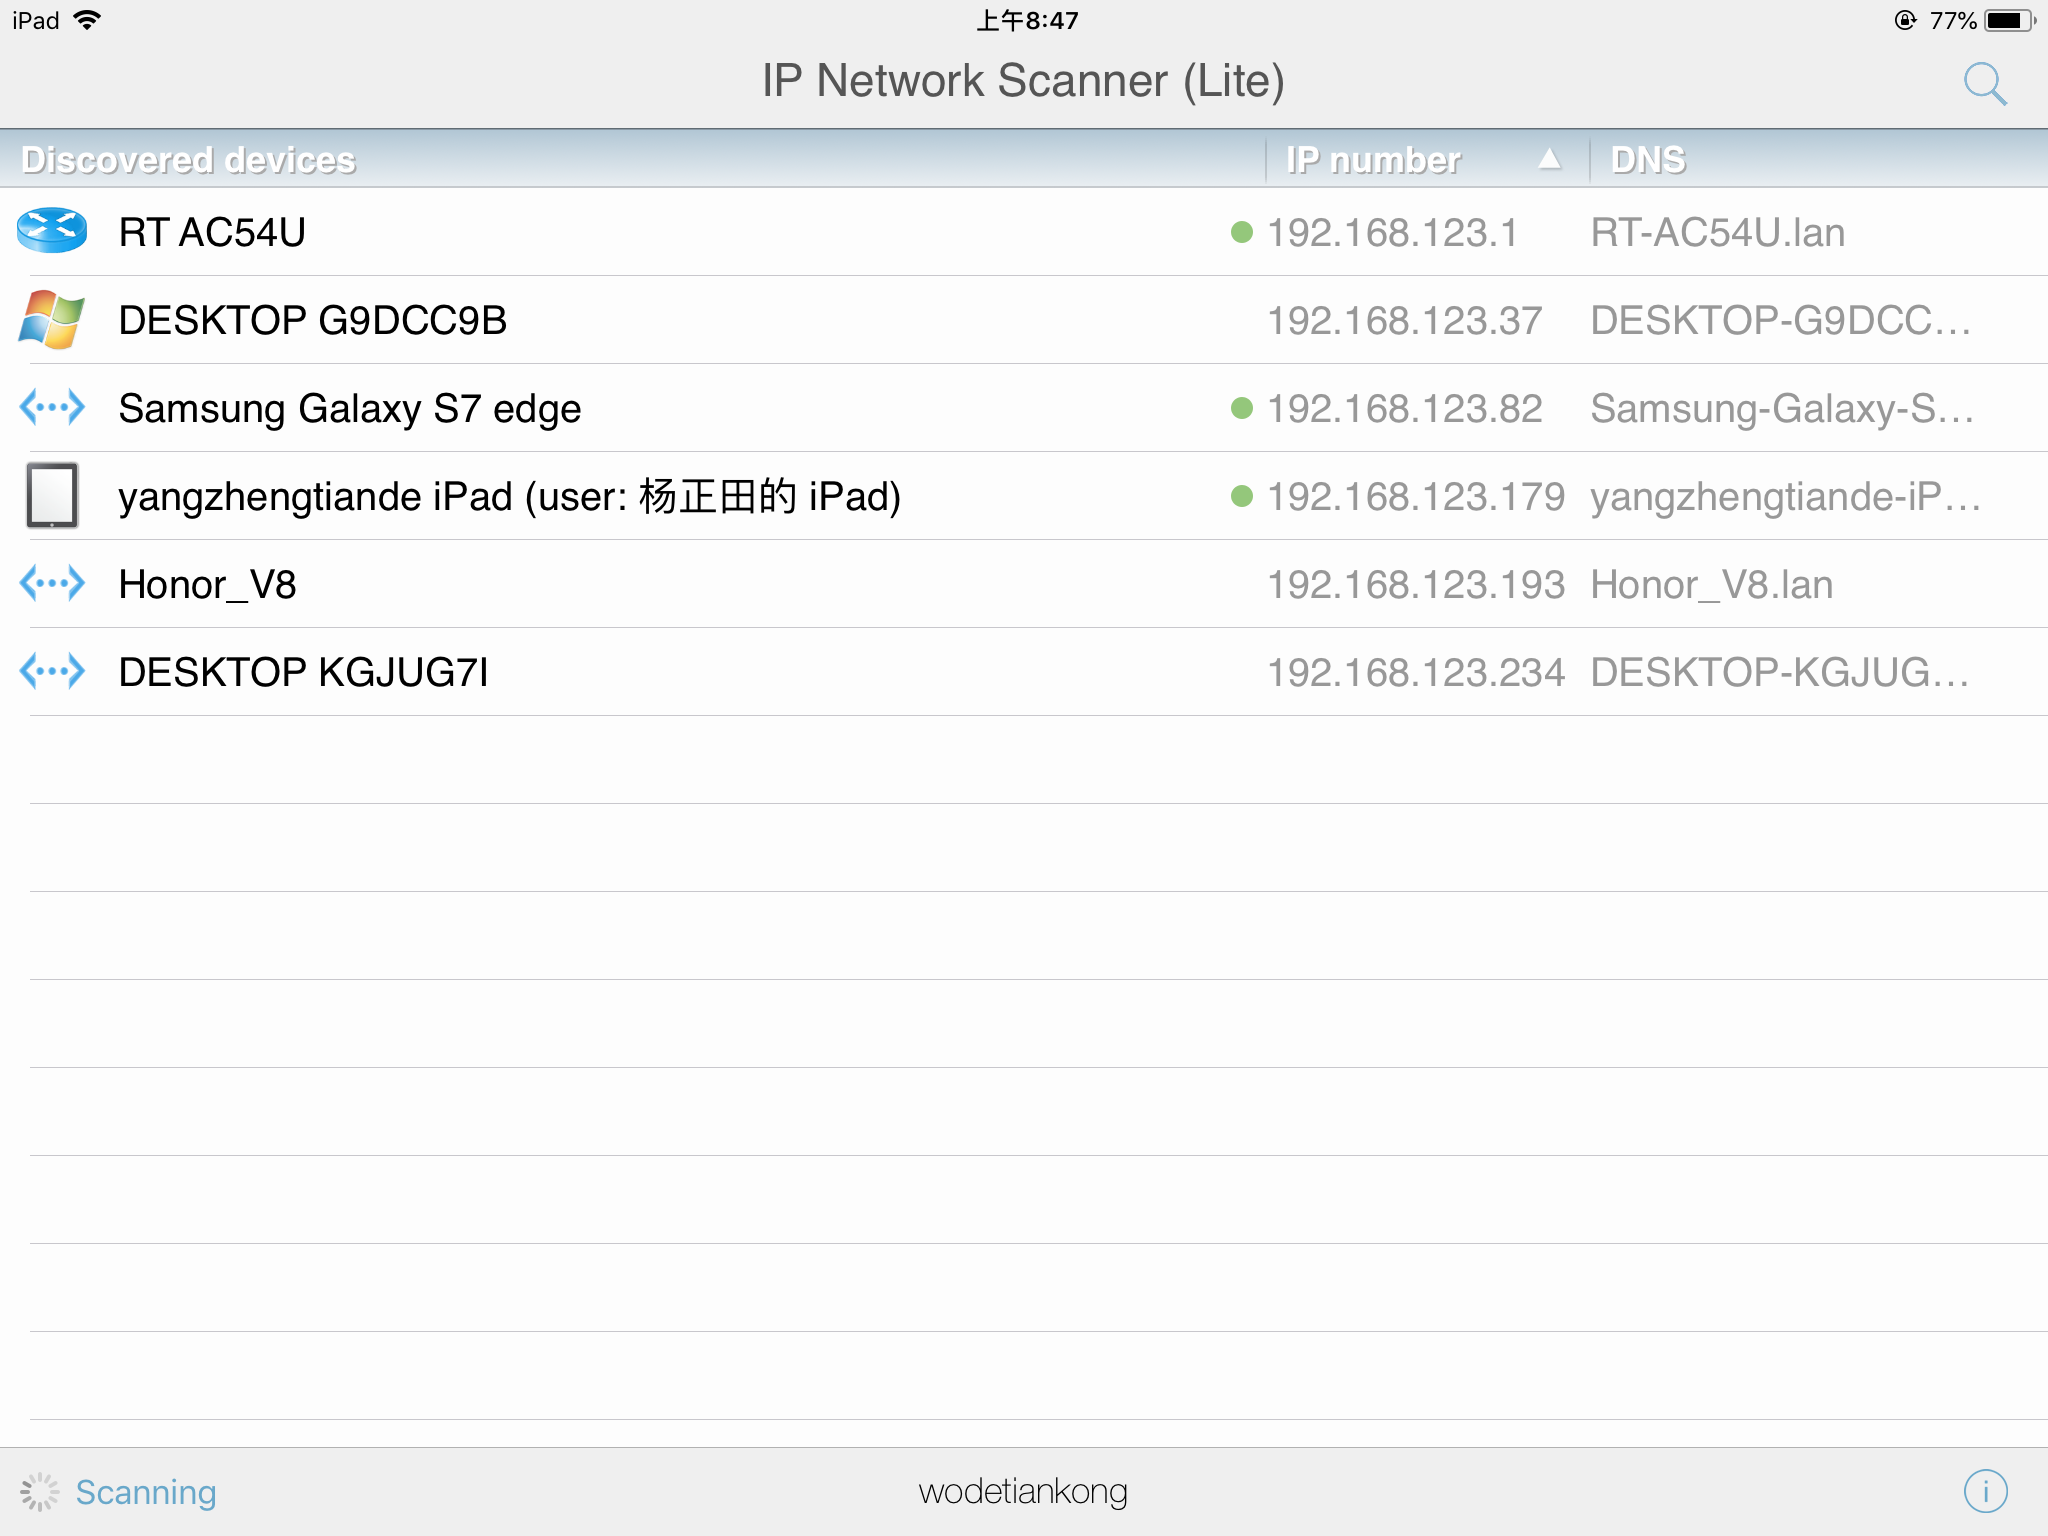 iPad 上午8:47 77%
IP Network Scanner (Lite)
Discovered devices IP number DNS
RT AC54U 192.168.123.1 RT-AC54U.lan
DESKTOP G9DCC9B 192.168.123.37 DESKTOP-G9DCC...
Samsung Galaxy S7 edge 192.168.123.82 Samsung-Galaxy-S...
yangzhengtiande iPad (user: 杨正田的 iPad) 192.168.123.179 yangzhengtiande-iP...
Honor_V8 192.168.123.193 Honor_V8.lan
DESKTOP KGJUG7I 192.168.123.234 DESKTOP-KGJUG...
Scanning wodetiankong